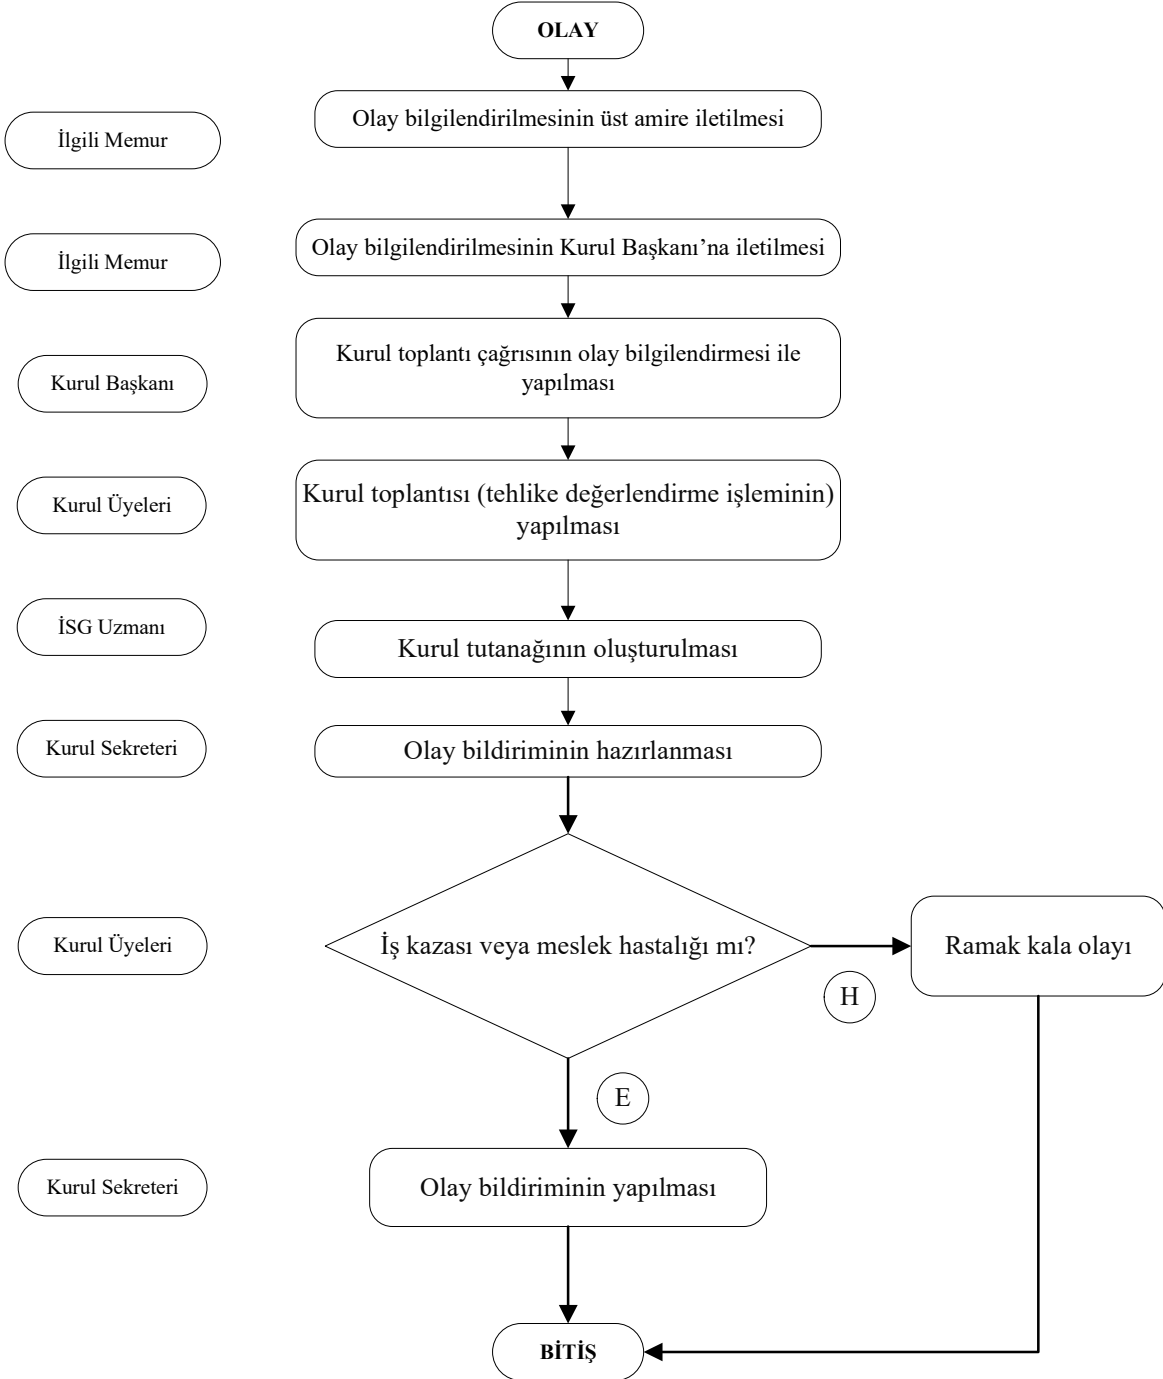 OLAY
İlgili Memur
Olay bilgilendirilmesinin üst amire iletilmesi
İlgili Memur
Olay bilgilendirilmesinin Kurul Başkanı’na iletilmesi
Kurul Başkanı
Kurul toplantı çağrısının olay bilgilendirmesi ile
yapılması
Kurul Üyeleri
Kurul toplantısı (tehlike değerlendirme işleminin)
yapılması
İSG Uzmanı
Kurul tutanağının oluşturulması
Kurul Sekreteri
Olay bildiriminin hazırlanması
Kurul Üyeleri
İş kazası veya meslek hastalığı mı?
Ramak kala olayı
H
E
Kurul Sekreteri
Olay bildiriminin yapılması
BİTİŞ